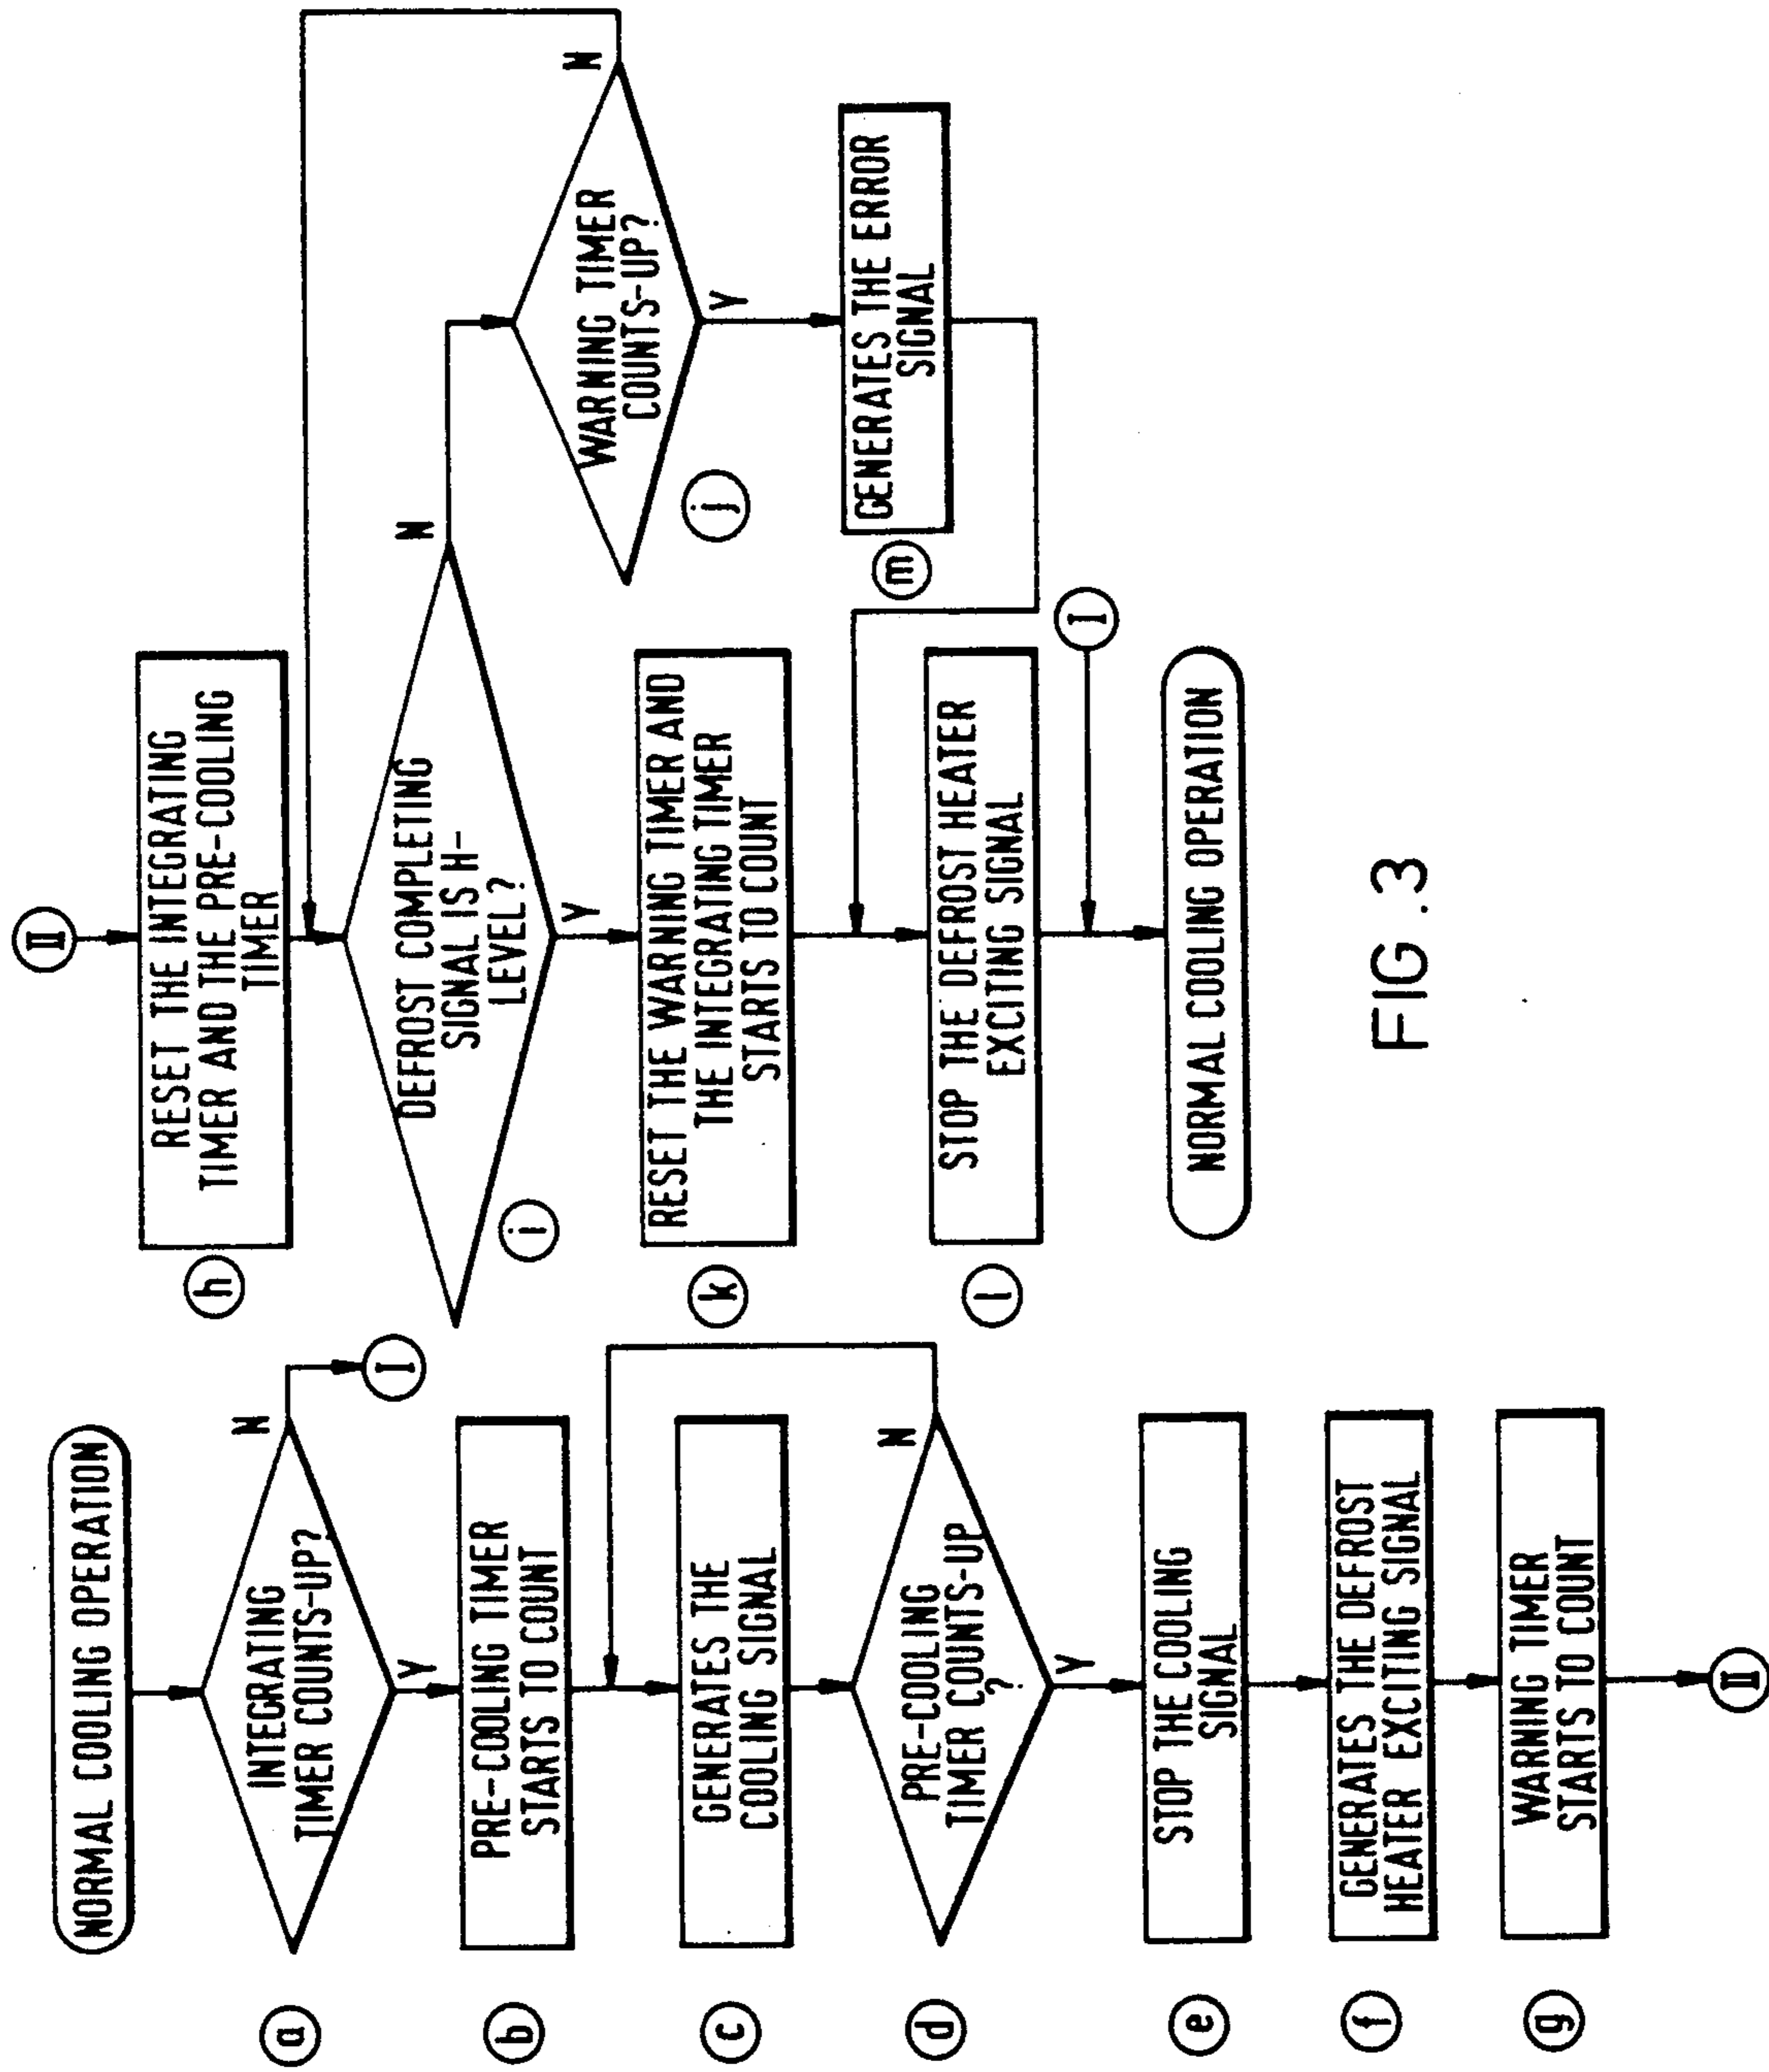 NORMAL COOLING OPERATION
a
INTEGRATING
TIMER COUNTS-UP?
N
I
Y
b
PRE-COOLING TIMER
STARTS TO COUNT
c
GENERATES THE
COOLING SIGNAL
d
PRE-COOLING
TIMER COUNTS-UP
?
N
Y
e
STOP THE COOLING
SIGNAL
f
GENERATES THE DEFROST
HEATER EXCITING SIGNAL
g
WARNING TIMER
STARTS TO COUNT
II
II
h
RESET THE INTEGRATING
TIMER AND THE PRE-COOLING
TIMER
i
DEFROST COMPLETING
SIGNAL IS H-
LEVEL?
N
Y
j
WARNING TIMER
COUNTS-UP?
N
Y
k
RESET THE WARNING TIMER AND
THE INTEGRATING TIMER
STARTS TO COUNT
m
GENERATES THE ERROR
SIGNAL
l
STOP THE DEFROST HEATER
EXCITING SIGNAL
I
NORMAL COOLING OPERATION
FIG.3